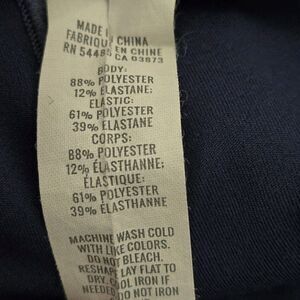 MADE IN CHINA
FABRIQUÉ EN CHINE
RN 54485 CA 03873
BODY:
88% POLYESTER
12% ELASTANE;
ELASTIC:
61% POLYESTER
39% ELASTANE
CORPS:
88% POLYESTER
12% ÉLASTHANNE;
ÉLASTIQUE:
61% POLYESTER
39% ÉLASTHANNE
MACHINE WASH COLD
WITH LIKE COLORS.
DO NOT BLEACH.
RESHAPE LAY FLAT TO
DRY. COOL IRON IF
NEEDED DO NOT IRON